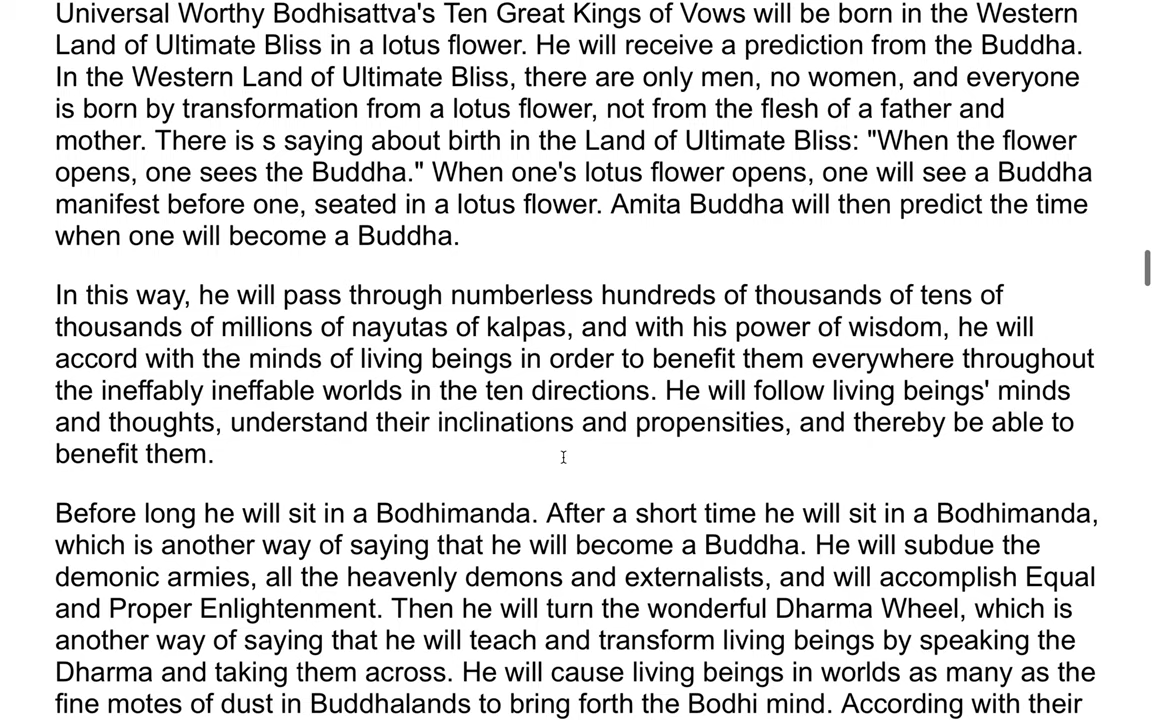 Universal Worthy Bodhisattva's Ten Great Kings of Vows will be born in the Western
Land of Ultimate Bliss in a lotus flower. He will receive a prediction from the Buddha.
In the Western Land of Ultimate Bliss, there are only men, no women, and everyone
is born by transformation from a lotus flower, not from the flesh of a father and
mother. There is s saying about birth in the Land of Ultimate Bliss: "When the flower
opens, one sees the Buddha." When one's lotus flower opens, one will see a Buddha
manifest before one, seated in a lotus flower. Amita Buddha will then predict the time
when one will become a Buddha.
In this way, he will pass through numberless hundreds of thousands of tens of
thousands of millions of nayutas of kalpas, and with his power of wisdom, he will
accord with the minds of living beings in order to benefit them everywhere throughout
the ineffably ineffable worlds in the ten directions. He will follow living beings' minds
and thoughts, understand their inclinations and propensities, and thereby be able to
benefit them.
Before long he will sit in a Bodhimanda. After a short time he will sit in a Bodhimanda,
which is another way of saying that he will become a Buddha. He will subdue the
demonic armies, all the heavenly demons and externalists, and will accomplish Equal
and Proper Enlightenment. Then he will turn the wonderful Dharma Wheel, which is
another way of saying that he will teach and transform living beings by speaking the
Dharma and taking them across. He will cause living beings in worlds as many as the
fine motes of dust in Buddhalands to bring forth the Bodhi mind. According with their